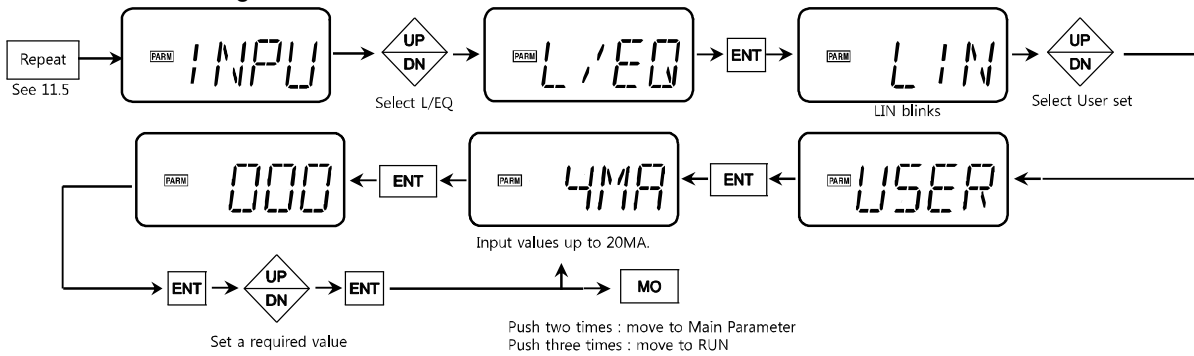 Repeat
See 11.5
PARM INPU
UP
DN
Select L/EQ
PARM L/EQ
ENT
PARM LIN
LIN blinks
UP
DN
Select User set
PARM 000
ENT
PARM 4MA
Input values up to 20MA.
ENT
PARM USER
ENT
UP
DN
Set a required value
ENT
MO
Push two times : move to Main Parameter
Push three times : move to RUN